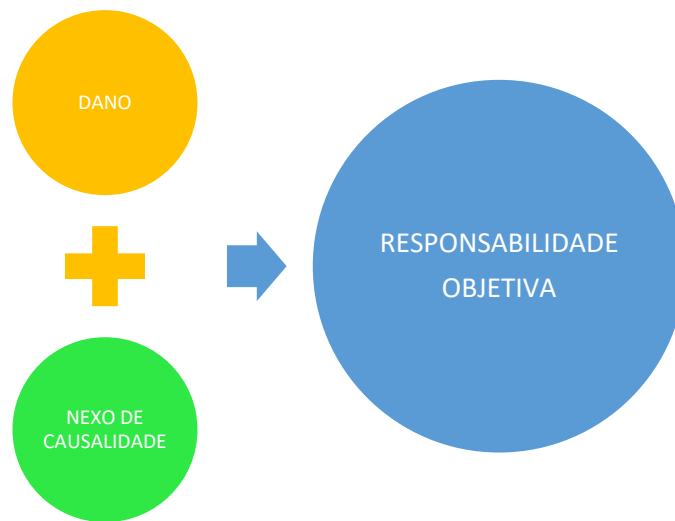 DANO
NEXO DE
CAUSALIDADE
RESPONSABILIDADE
OBJETIVA